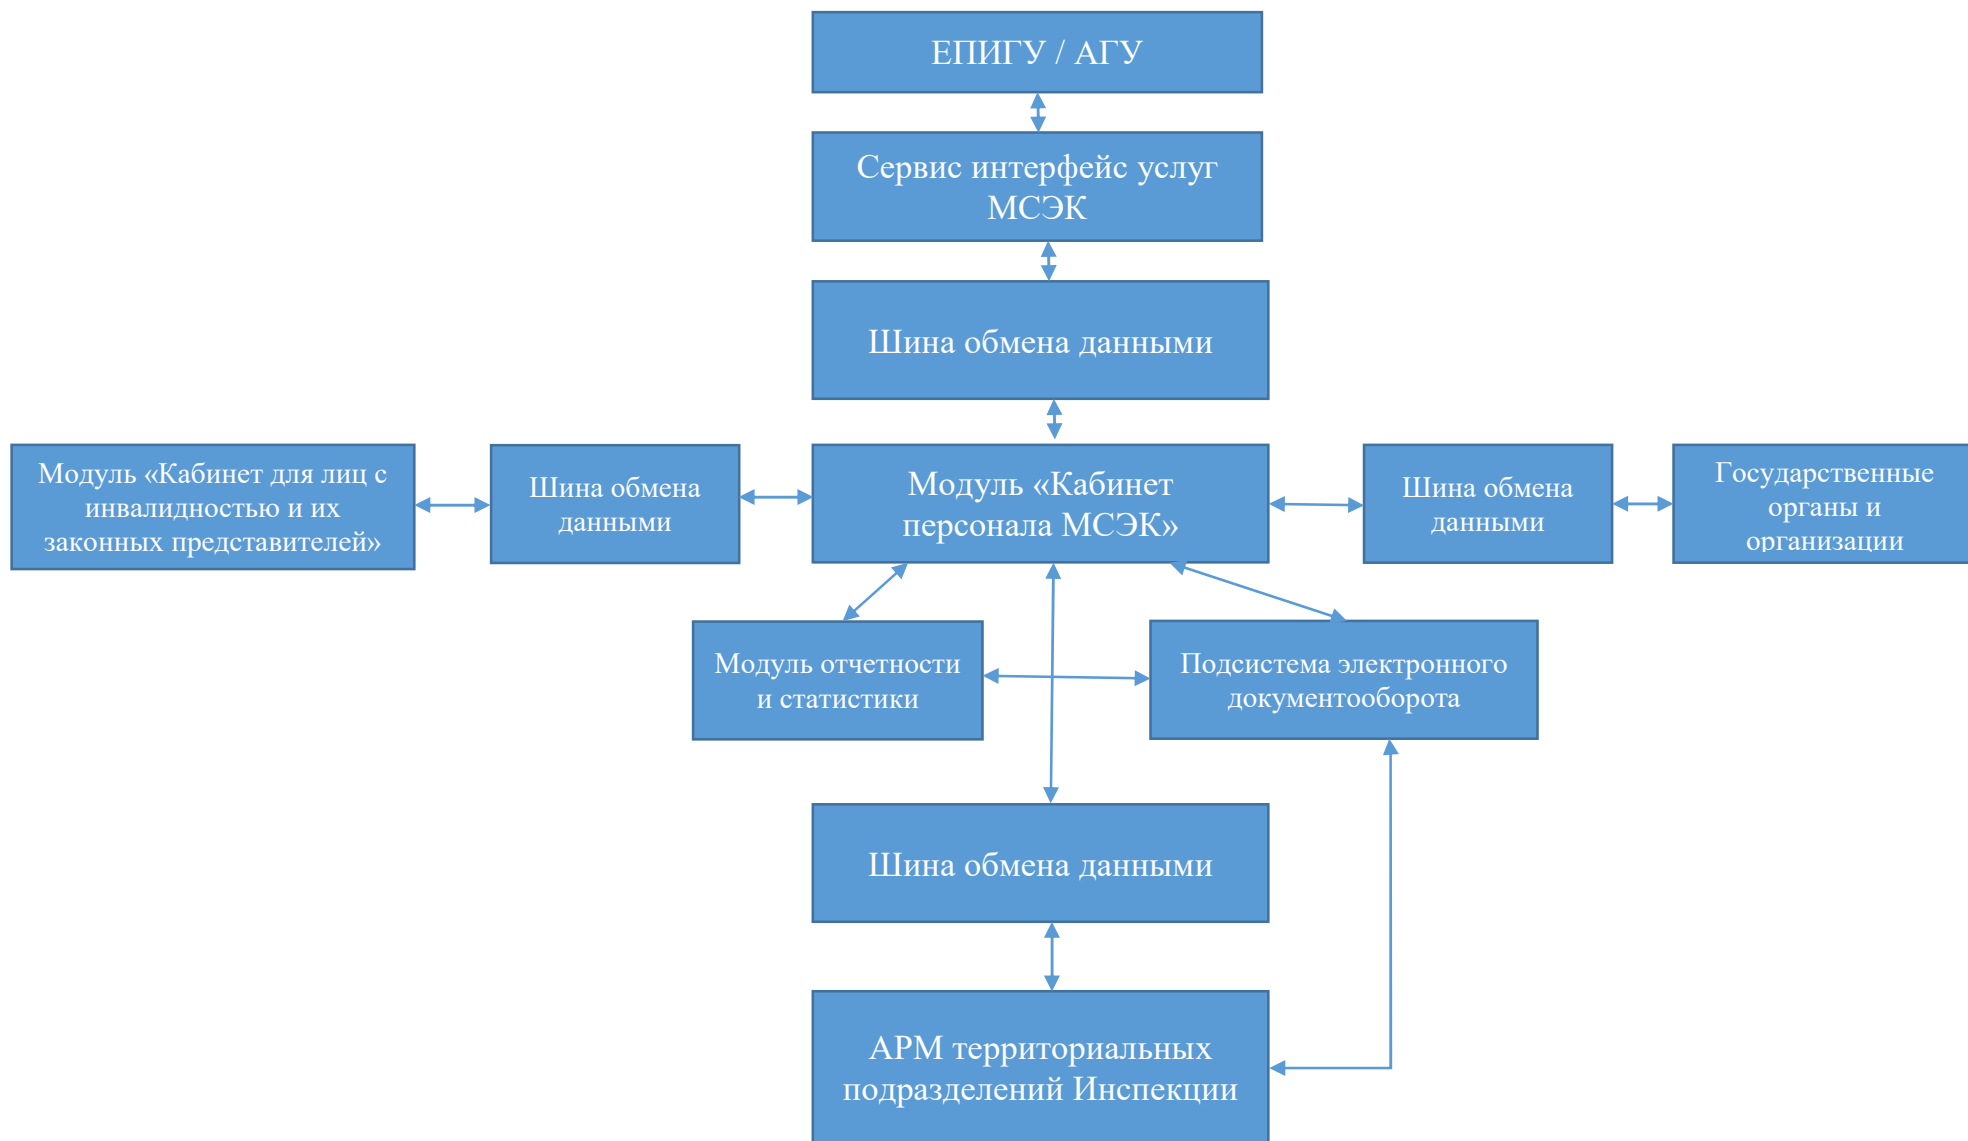 ЕПИГУ / АГУ
Сервис интерфейс услуг
МСЭК
Шина обмена данными
Модуль «Кабинет для лиц с
инвалидностью и их
законных представителей»
Шина обмена
данными
Модуль «Кабинет
персонала МСЭК»
Шина обмена
данными
Государственные
органы и
организации
Модуль отчетности
и статистики
Подсистема электронного
документооборота
Шина обмена данными
АРМ территориальных
подразделений Инспекции